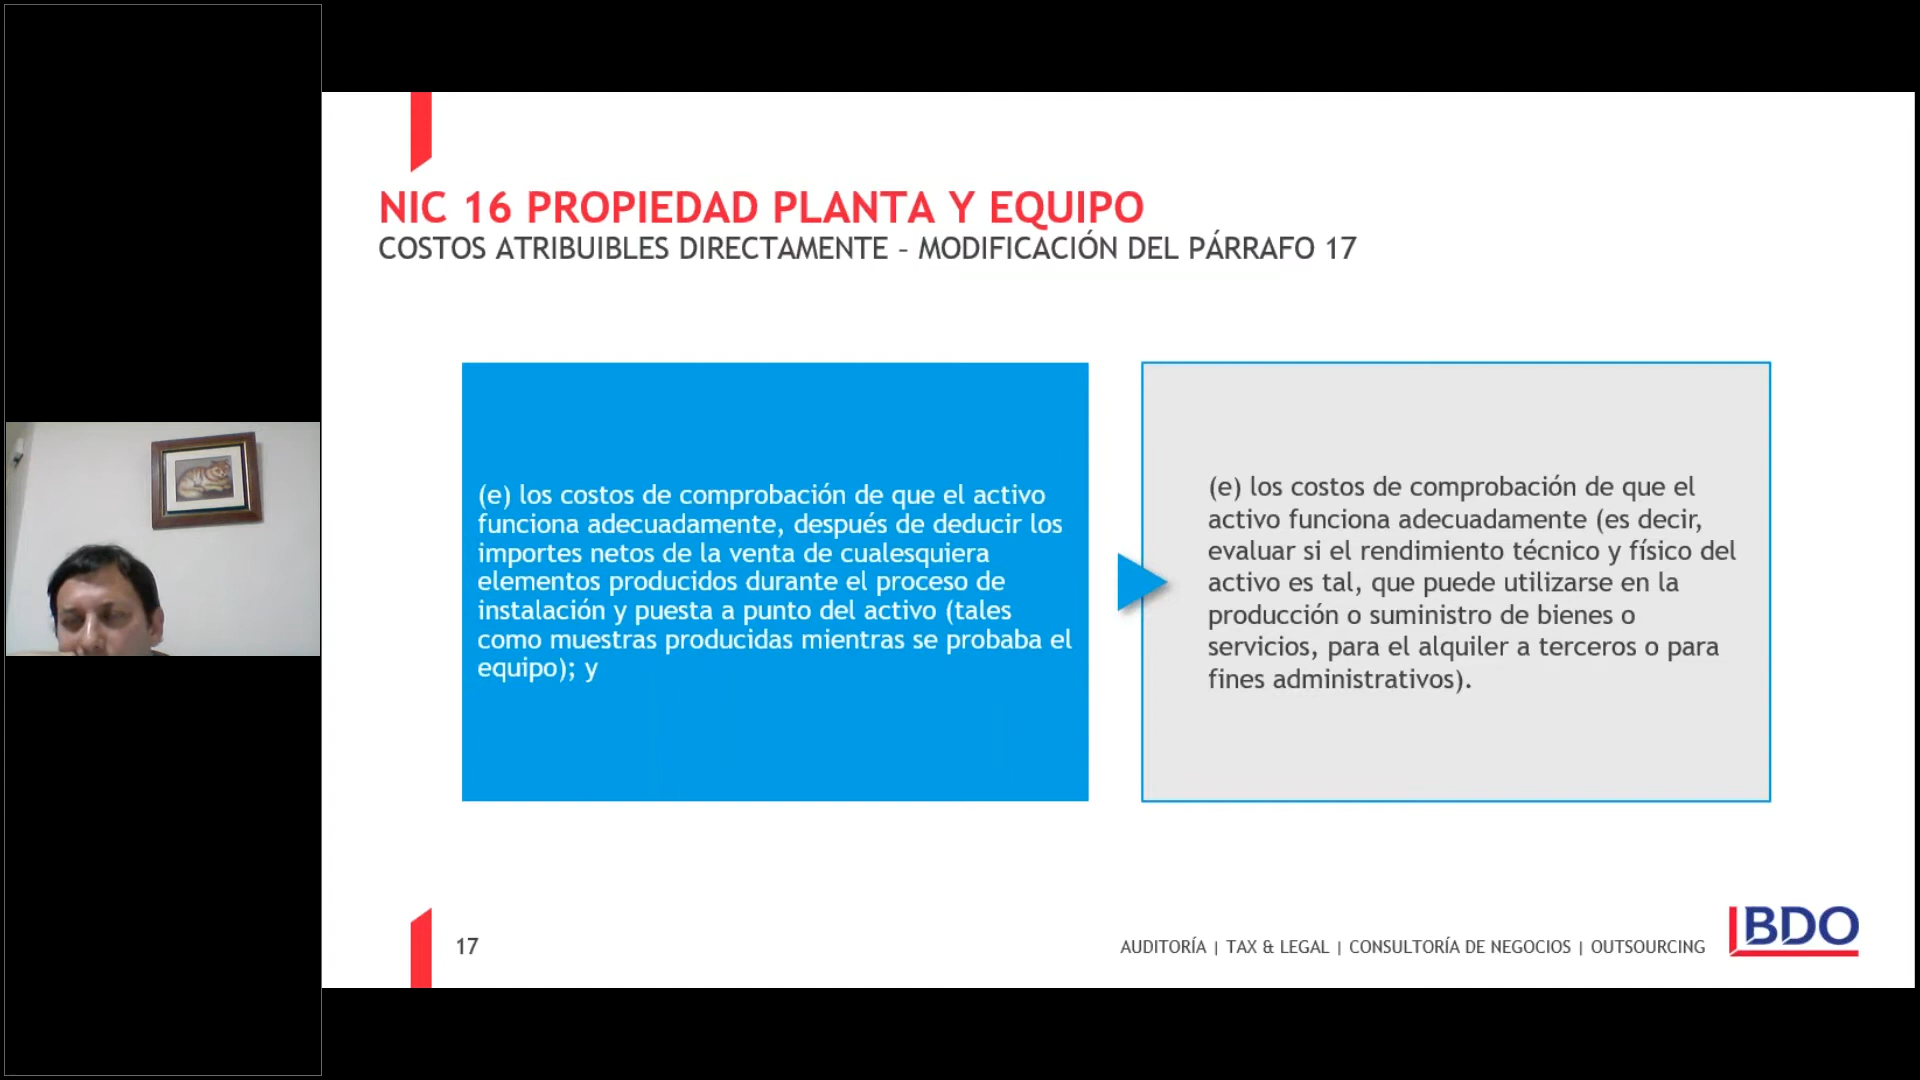 NIC 16 PROPIEDAD PLANTA Y EQUIPO
COSTOS ATRIBUIBLES DIRECTAMENTE – MODIFICACIÓN DEL PÁRRAFO 17
(e) los costos de comprobación de que el activo
funciona adecuadamente, después de deducir los
importes netos de la venta de cualesquiera
elementos producidos durante el proceso de
instalación y puesta a punto del activo (tales
como muestras producidas mientras se probaba el
equipo); y
(e) los costos de comprobación de que el
activo funciona adecuadamente (es decir,
evaluar si el rendimiento técnico y físico del
activo es tal, que puede utilizarse en la
producción o suministro de bienes o
servicios, para el alquiler a terceros o para
fines administrativos).
17
AUDITORÍA | TAX & LEGAL | CONSULTORÍA DE NEGOCIOS | OUTSOURCING
BDO